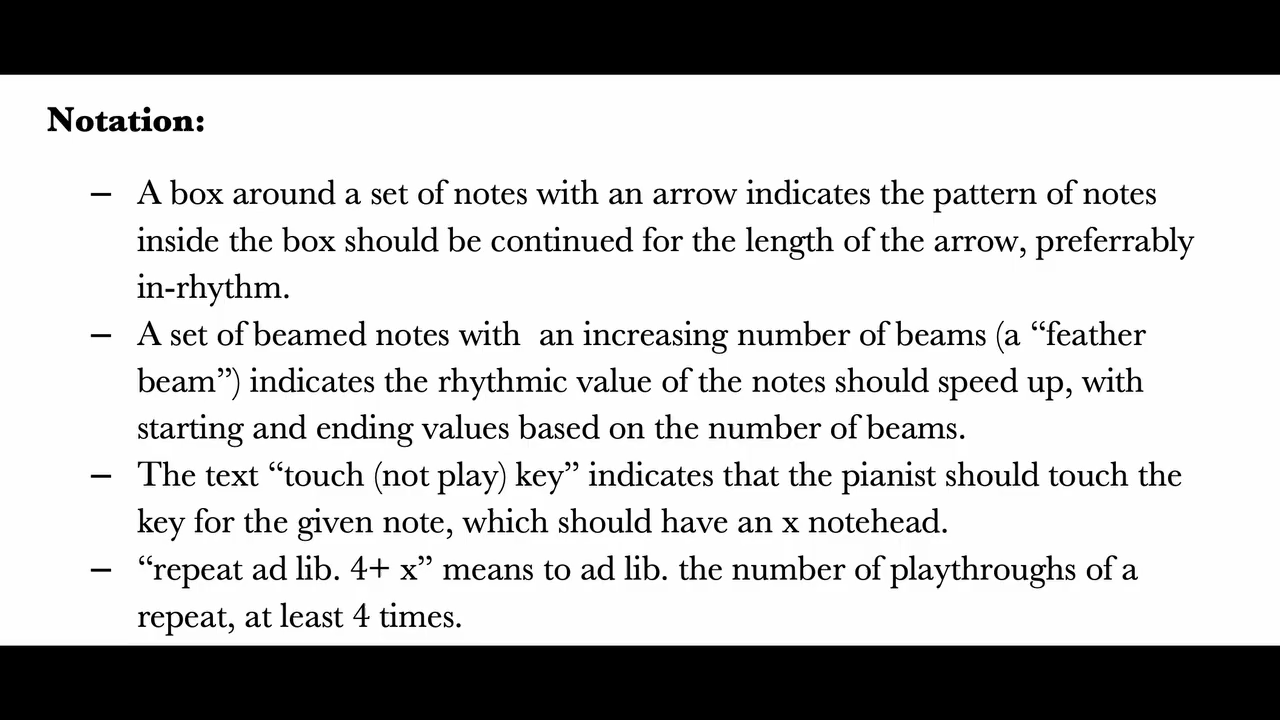 Notation:
– A box around a set of notes with an arrow indicates the pattern of notes
inside the box should be continued for the length of the arrow, preferrably
in-rhythm.
– A set of beamed notes with  an increasing number of beams (a “feather
beam”) indicates the rhythmic value of the notes should speed up, with
starting and ending values based on the number of beams.
– The text “touch (not play) key” indicates that the pianist should touch the
key for the given note, which should have an x notehead.
– “repeat ad lib. 4+ x” means to ad lib. the number of playthroughs of a
repeat, at least 4 times.